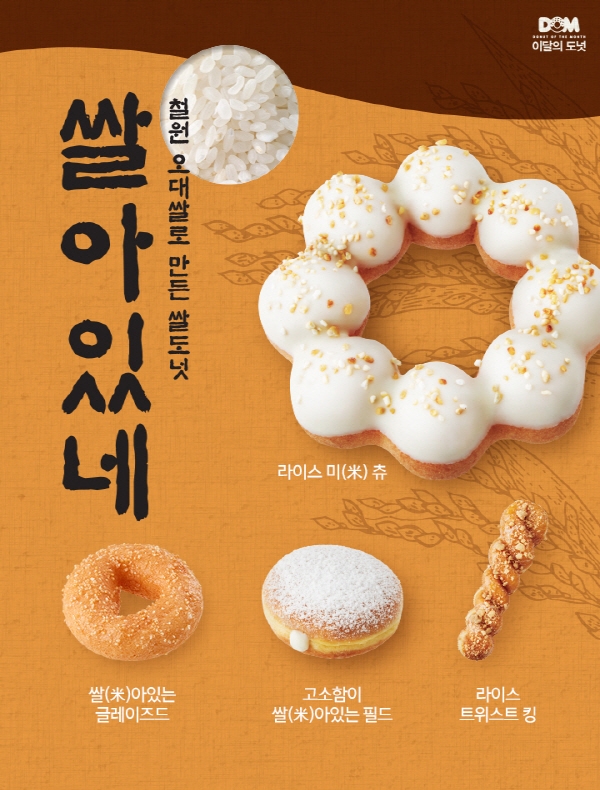 DOM
DONUT OF THE MONTH
이달의 도넛
쌀아있네
철원 오대쌀로 만든 쌀도넛
라이스 미(米) 츄
쌀(米)아있는
글레이즈드
고소함이
쌀(米)아있는 필드
라이스
트위스트 킹